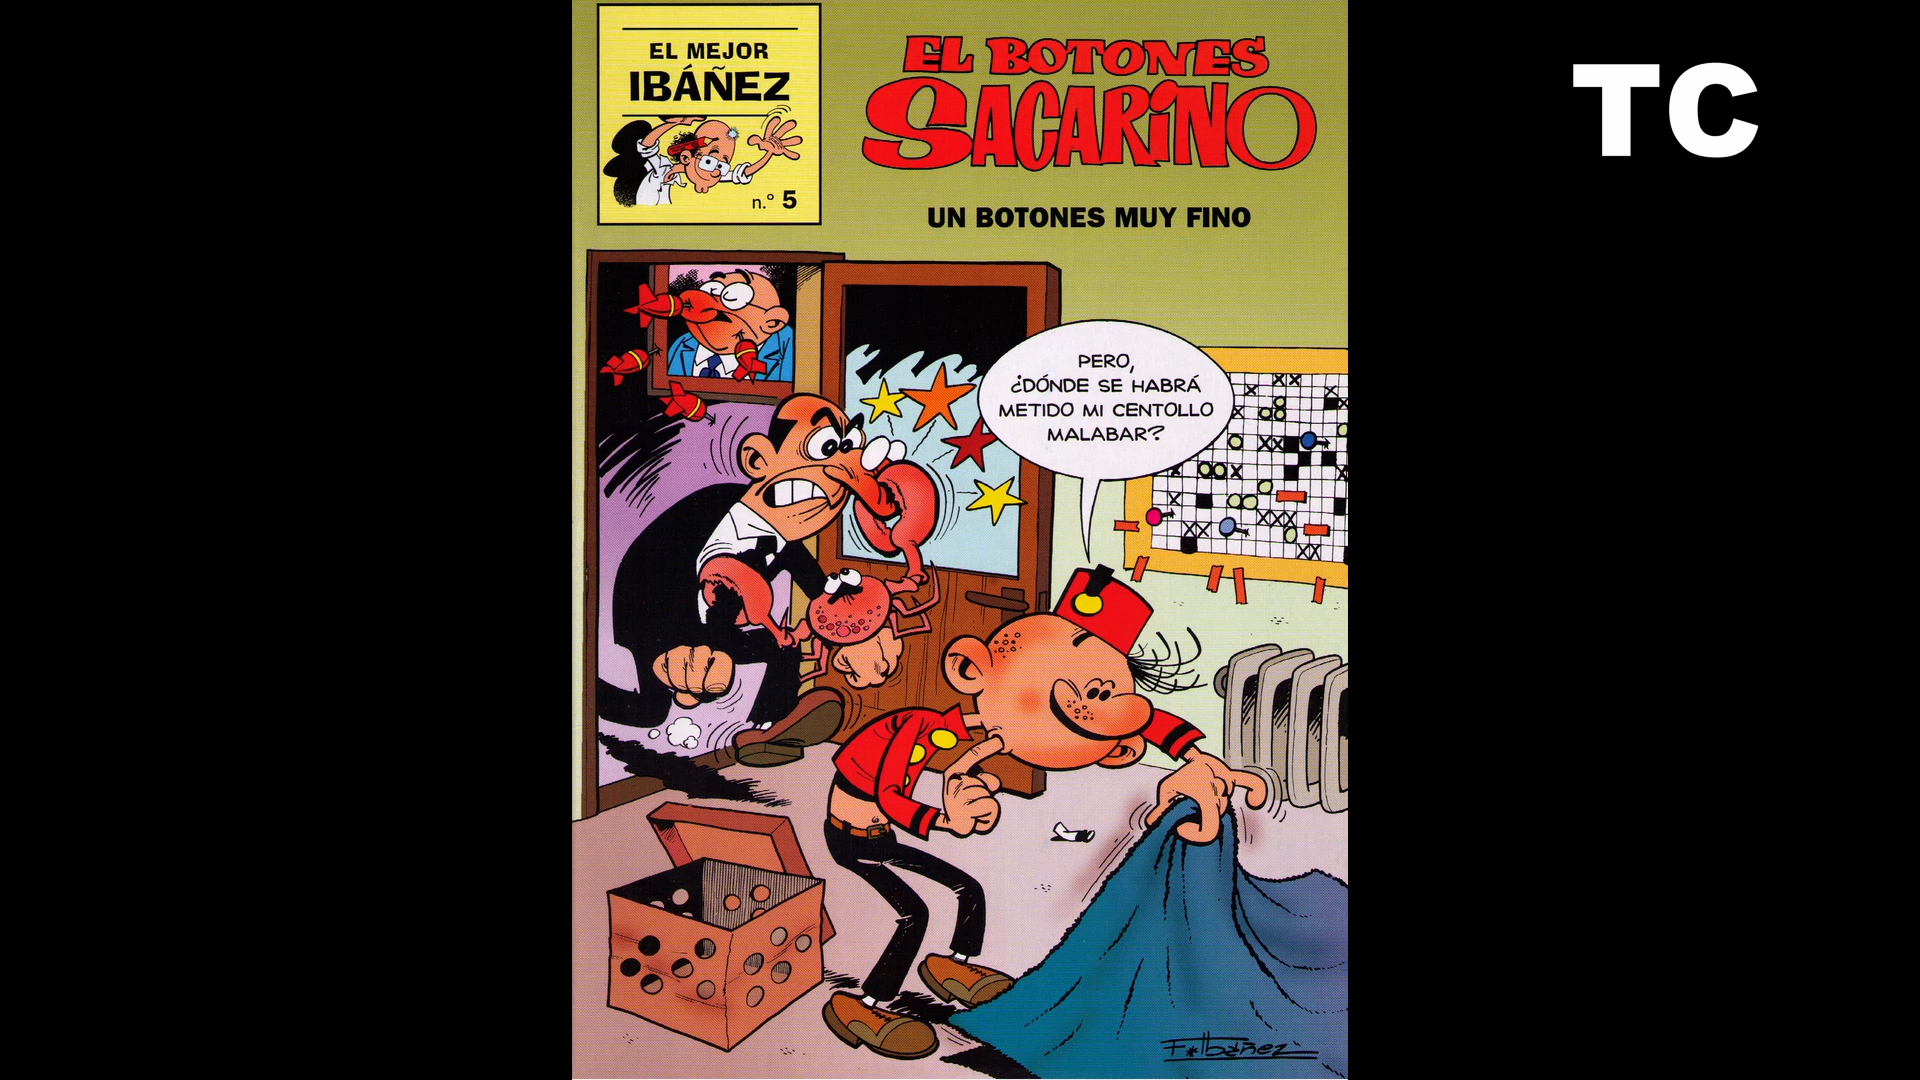 EL MEJOR
IBÁÑEZ
n.º 5
EL BOTONES
SACARINO
UN BOTONES MUY FINO
TC
PERO,
¿DÓNDE SE HABRÁ
METIDO MI CENTOLLO
MALABAR?
F. Ibáñez